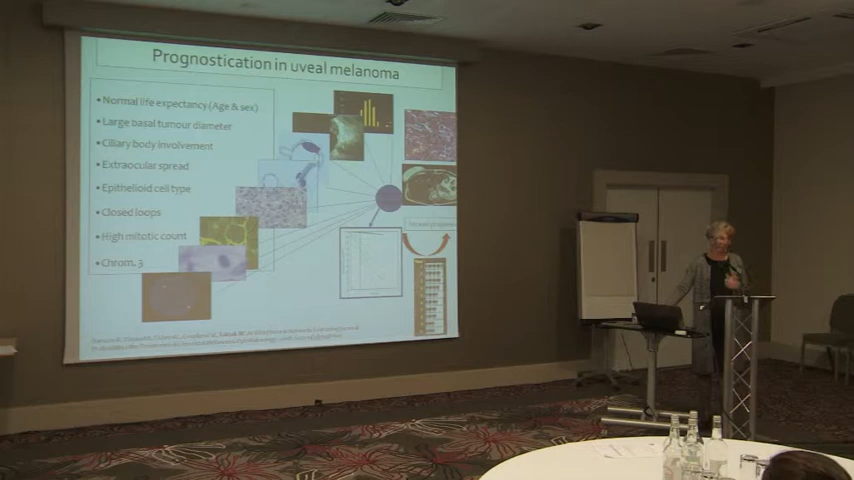 Prognostication in uveal melanoma
• Normal life expectancy (Age & sex)
• Large basal tumour diameter
• Ciliary body involvement
• Extraocular spread
• Epithelioid cell type
• Closed loops
• High mitotic count
• Chrom. 3